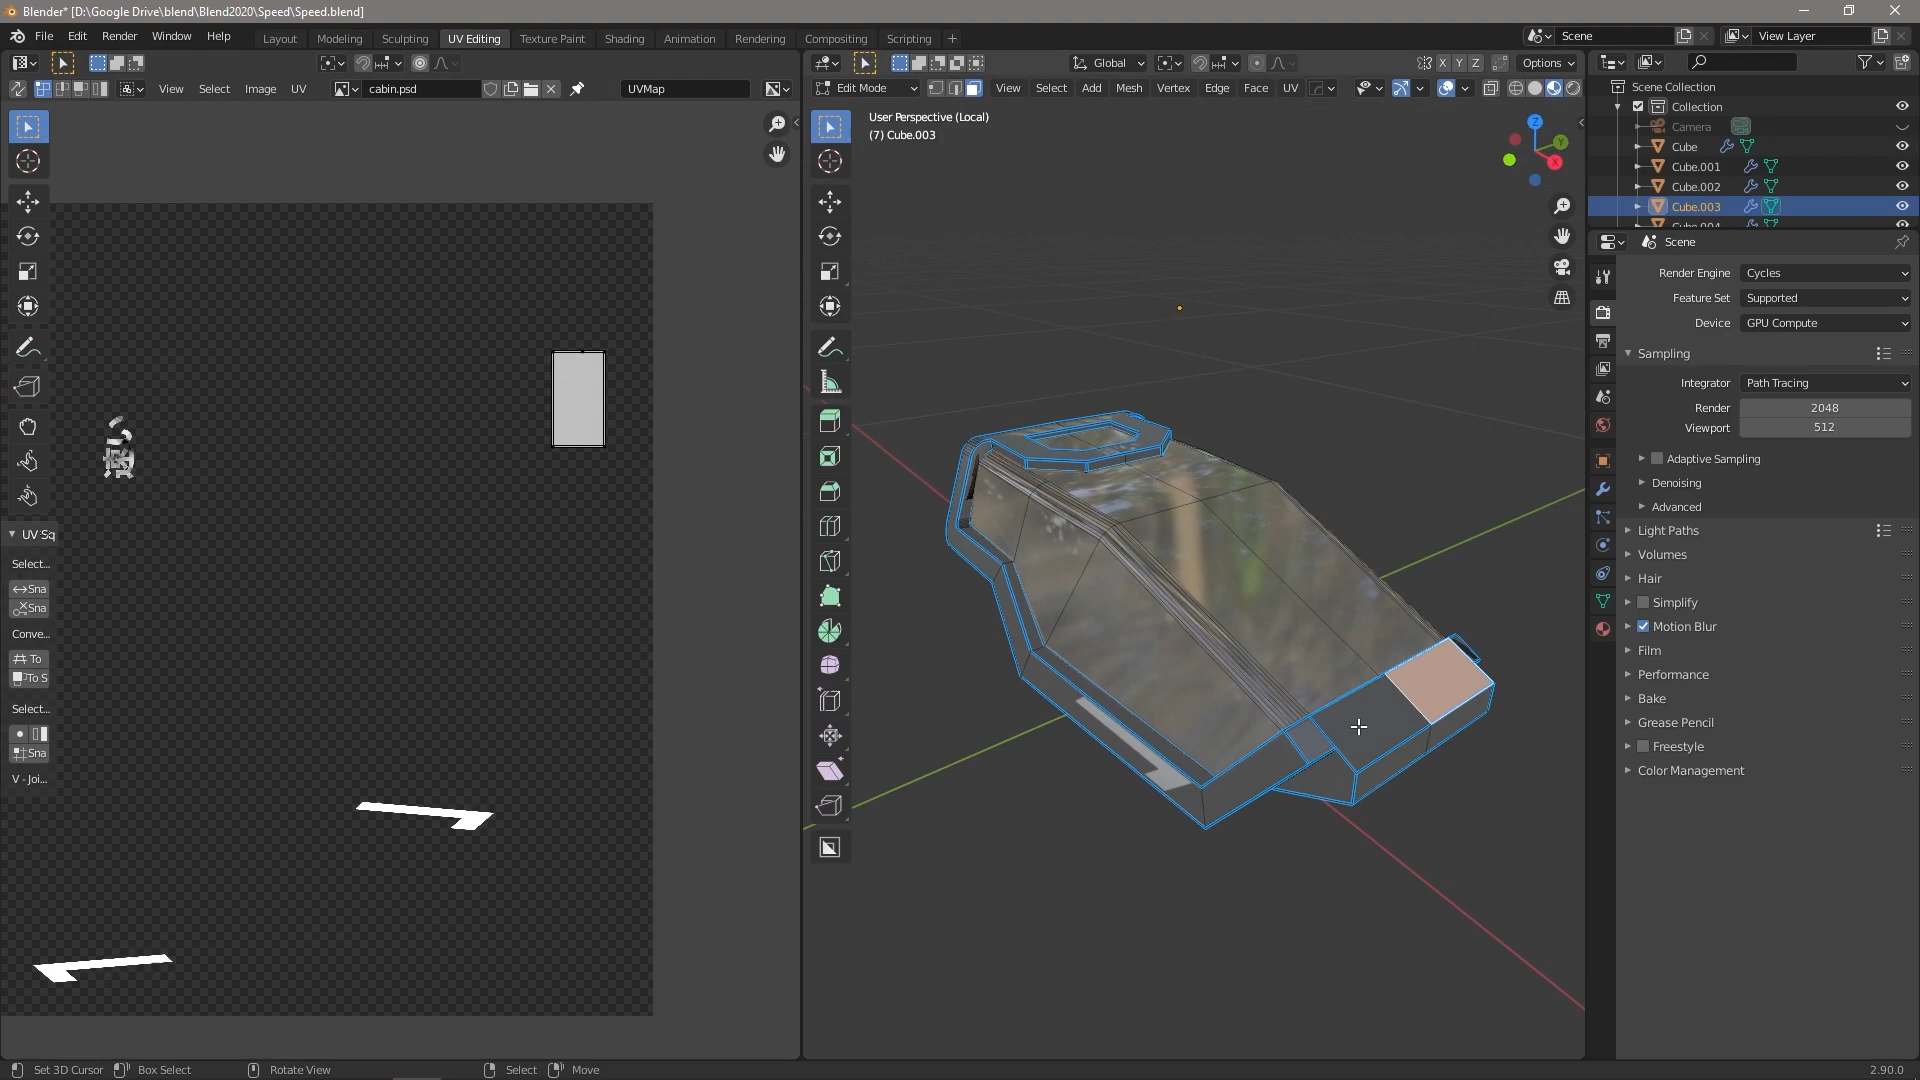 Blender* [D:\Google Drive\blend\Blend2020\Speed\Speed.blend]
File Edit Render Window Help
Layout Modeling Sculpting UV Editing Texture Paint Shading Animation Rendering Compositing Scripting +
Scene
View Layer
Global
X Y Z
Options
View Select Image UV
cabin.psd
UVMap
Edit Mode
View Select Add Mesh Vertex Edge Face UV
User Perspective (Local)
(7) Cube.003
Z
Y
X
Scene Collection
Collection
Camera
Cube
Cube.001
Cube.002
Cube.003
Cube.004
Scene
Render Engine Cycles
Feature Set Supported
Device GPU Compute
Sampling
Integrator Path Tracing
Render 2048
Viewport 512
Adaptive Sampling
Denoising
Advanced
Light Paths
Volumes
Hair
Simplify
Motion Blur
Film
Performance
Bake
Grease Pencil
Freestyle
Color Management
UV Sq
Select...
Sna
Sna
Conve...
To
To S
Select...
Sna
V - Joi...
Set 3D Cursor Box Select Rotate View Select Move
2.90.0